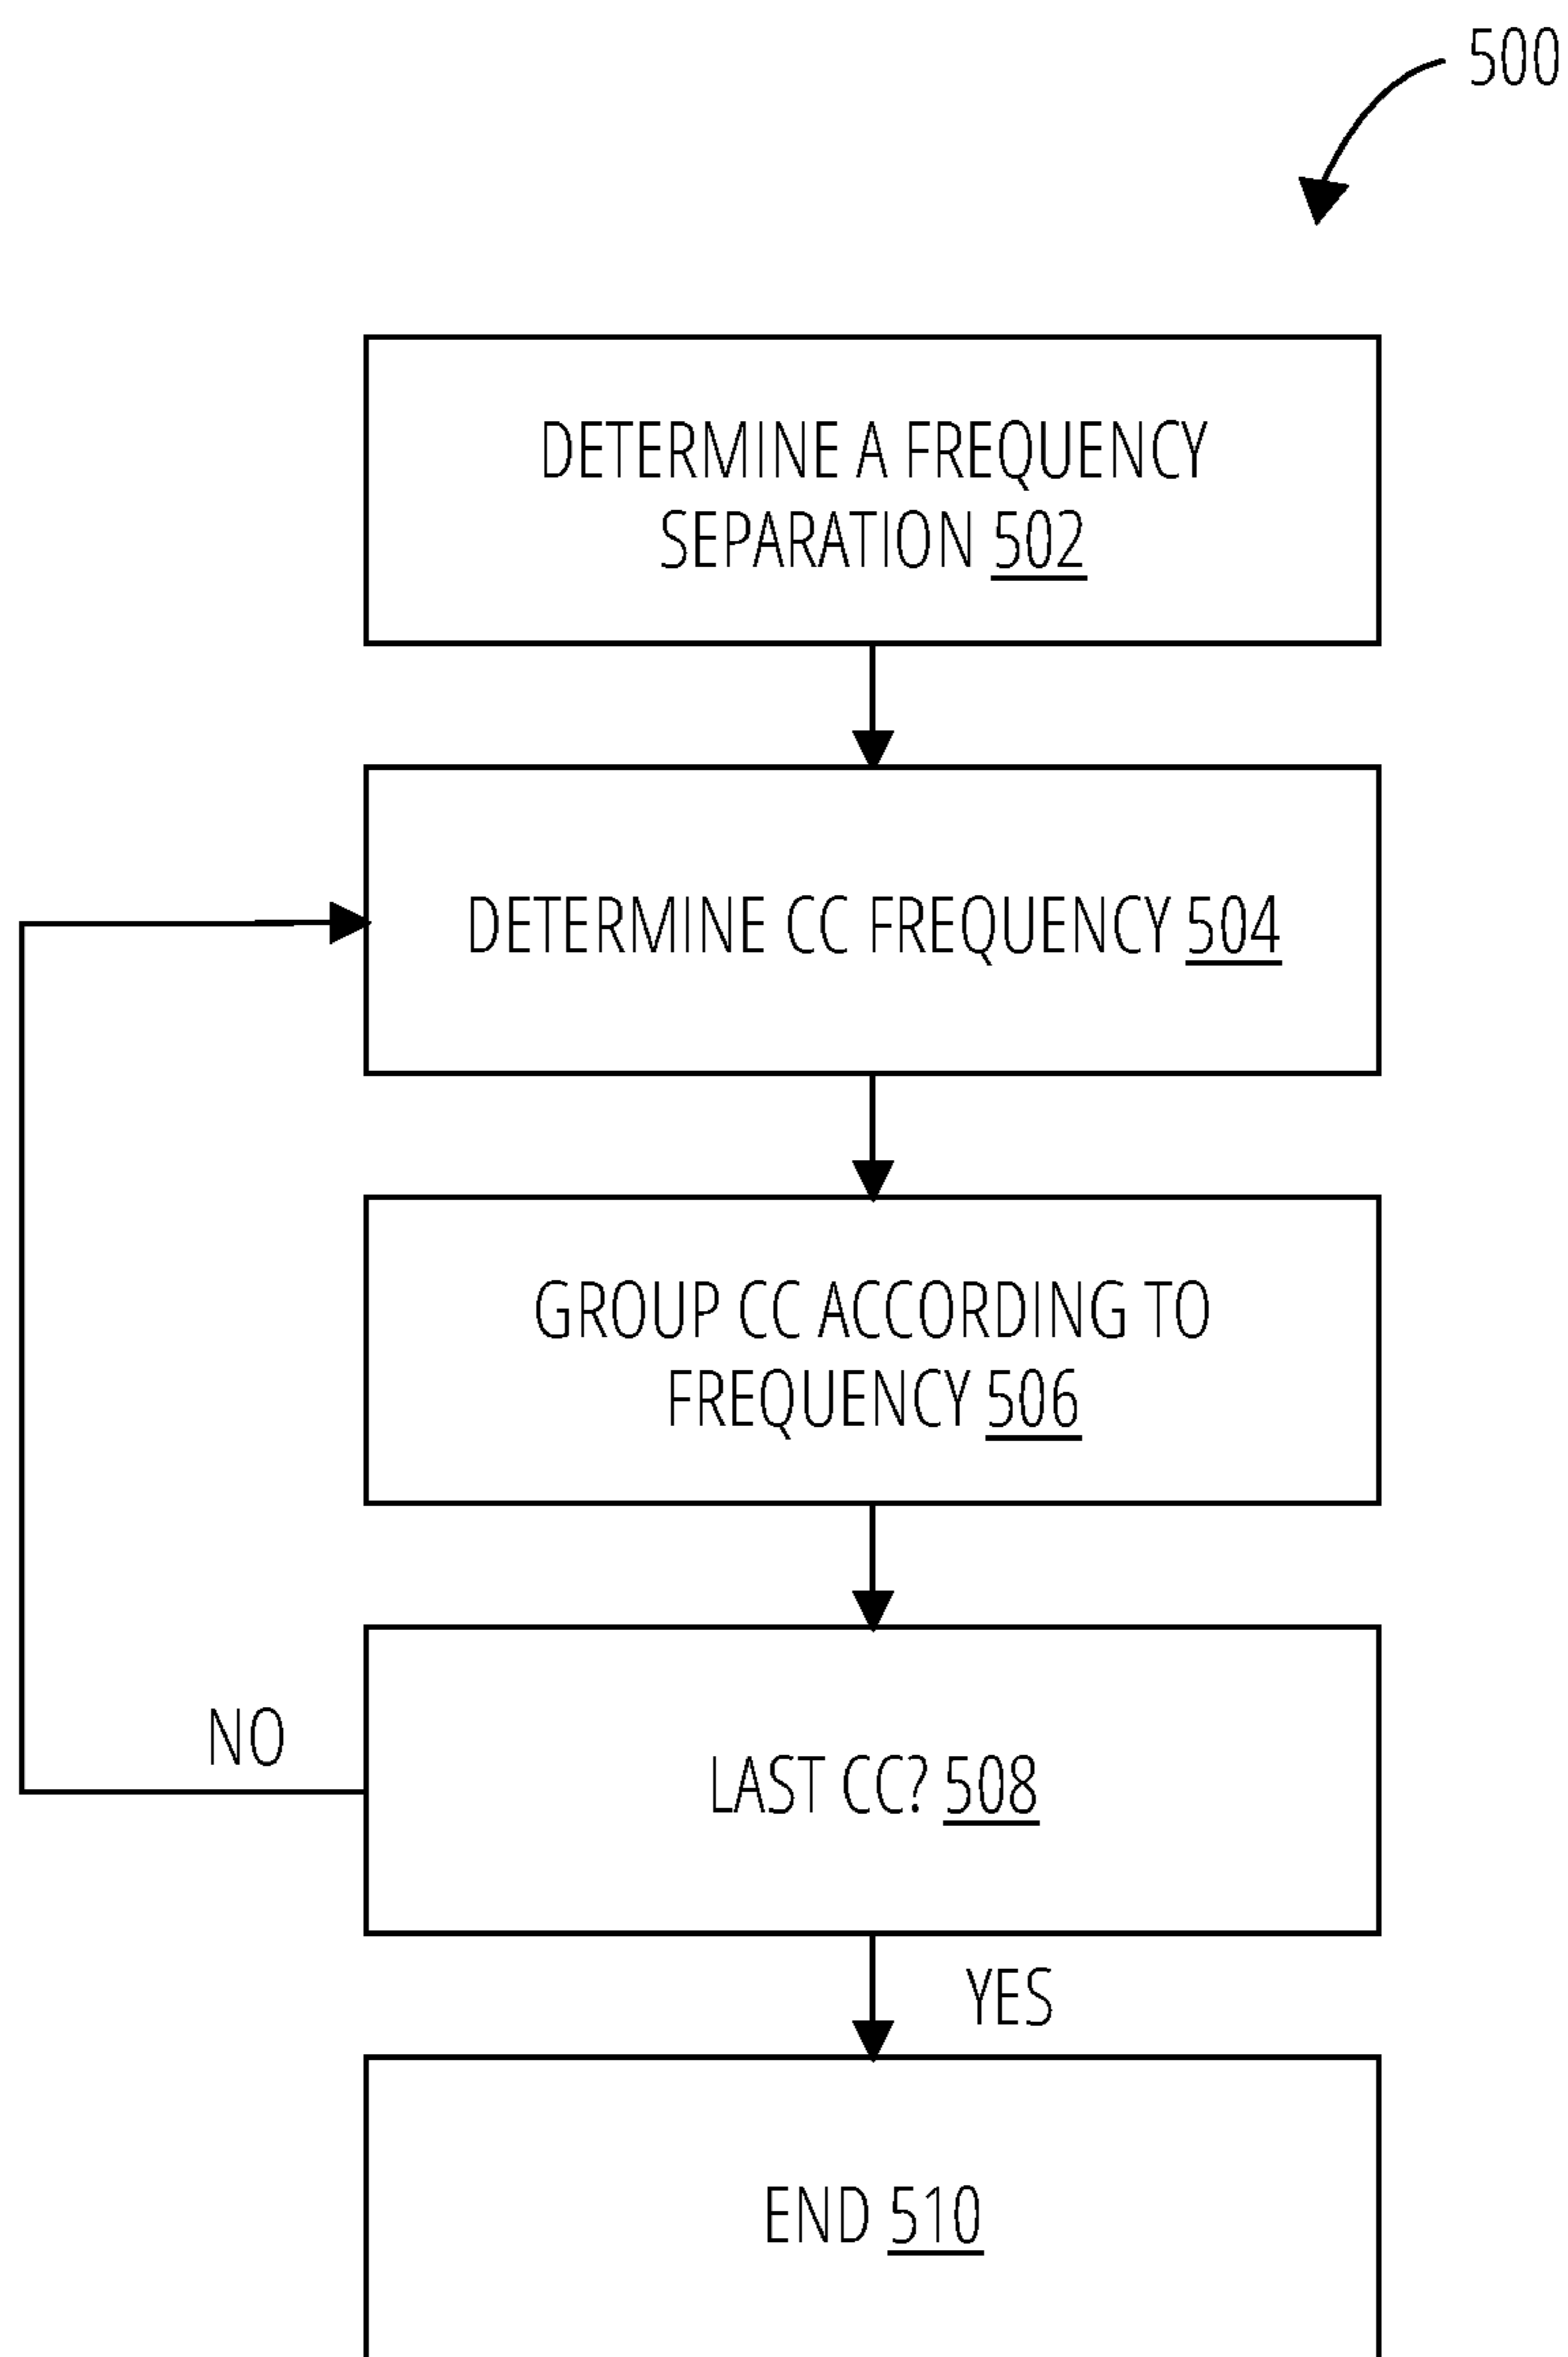 500
DETERMINE A FREQUENCY
SEPARATION 502
DETERMINE CC FREQUENCY 504
GROUP CC ACCORDING TO
FREQUENCY 506
NO
LAST CC? 508
YES
END 510